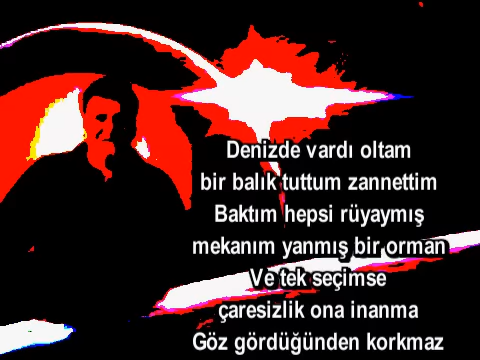 Denizde vardı oltam
bir balık tuttum zannettim
Baktım hepsi rüyaymış
mekanım yanmış bir orman
Ve tek seçimse
çaresizlik ona inanma
Göz gördüğünden korkmaz